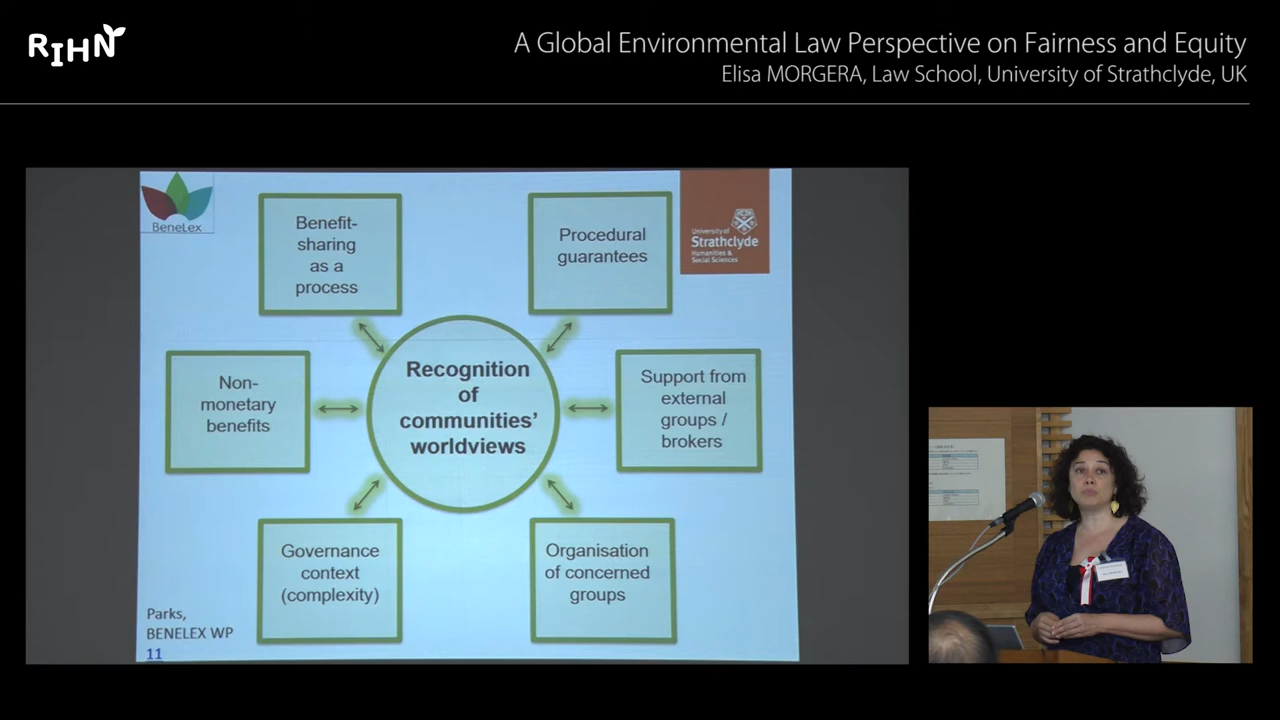 RIHN
A Global Environmental Law Perspective on Fairness and Equity
Elisa MORGERA, Law School, University of Strathclyde, UK
BeneLex
Benefit-
sharing
as a
process
Procedural
guarantees
University of
Strathclyde
Humanities &
Social Sciences
Non-
monetary
benefits
Recognition
of
communities'
worldviews
Support from
external
groups /
brokers
Governance
context
(complexity)
Organisation
of concerned
groups
Parks,
BENELEX WP
11